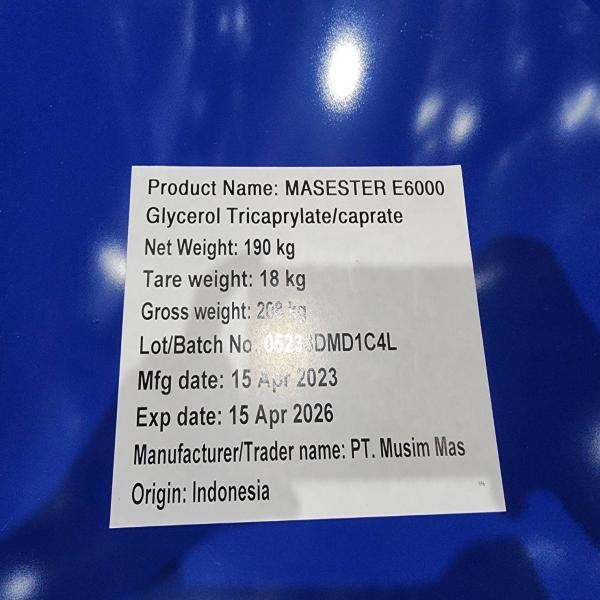 Product Name: MASESTER E6000
Glycerol Tricaprylate/caprate
Net Weight: 190 kg
Tare weight: 18 kg
Gross weight: 208 kg
Lot/Batch No.
Mfg date: 15 Apr 2023
Exp date: 15 Apr 2026
Manufacturer/Trader name: PT. Musim Mas
Origin: Indonesia